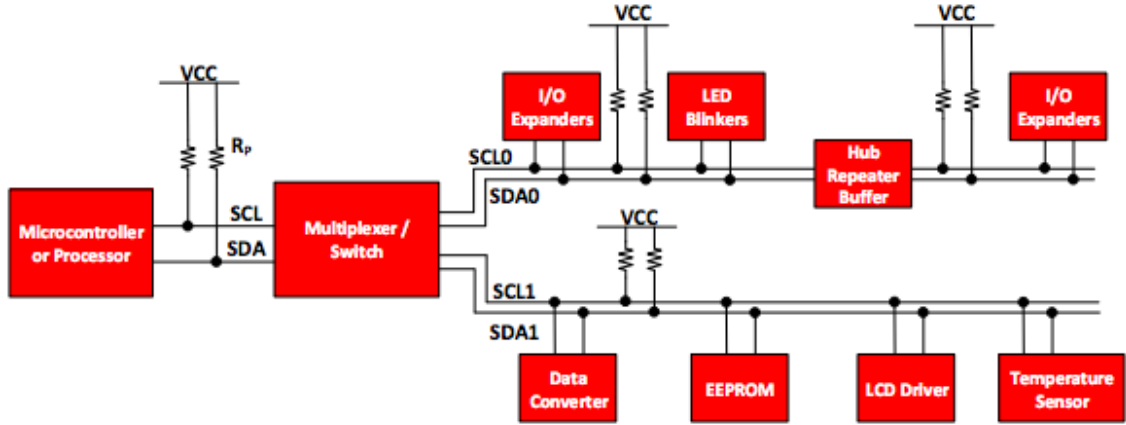 VCC
VCC
VCC
I/O
Expanders
LED
Blinkers
I/O
Expanders
RP
SCL0
Hub
Repeater
Buffer
SDA0
Microcontroller
or Processor
SCL
SDA
Multiplexer /
Switch
VCC
SCL1
SDA1
Data
Converter
EEPROM
LCD Driver
Temperature
Sensor